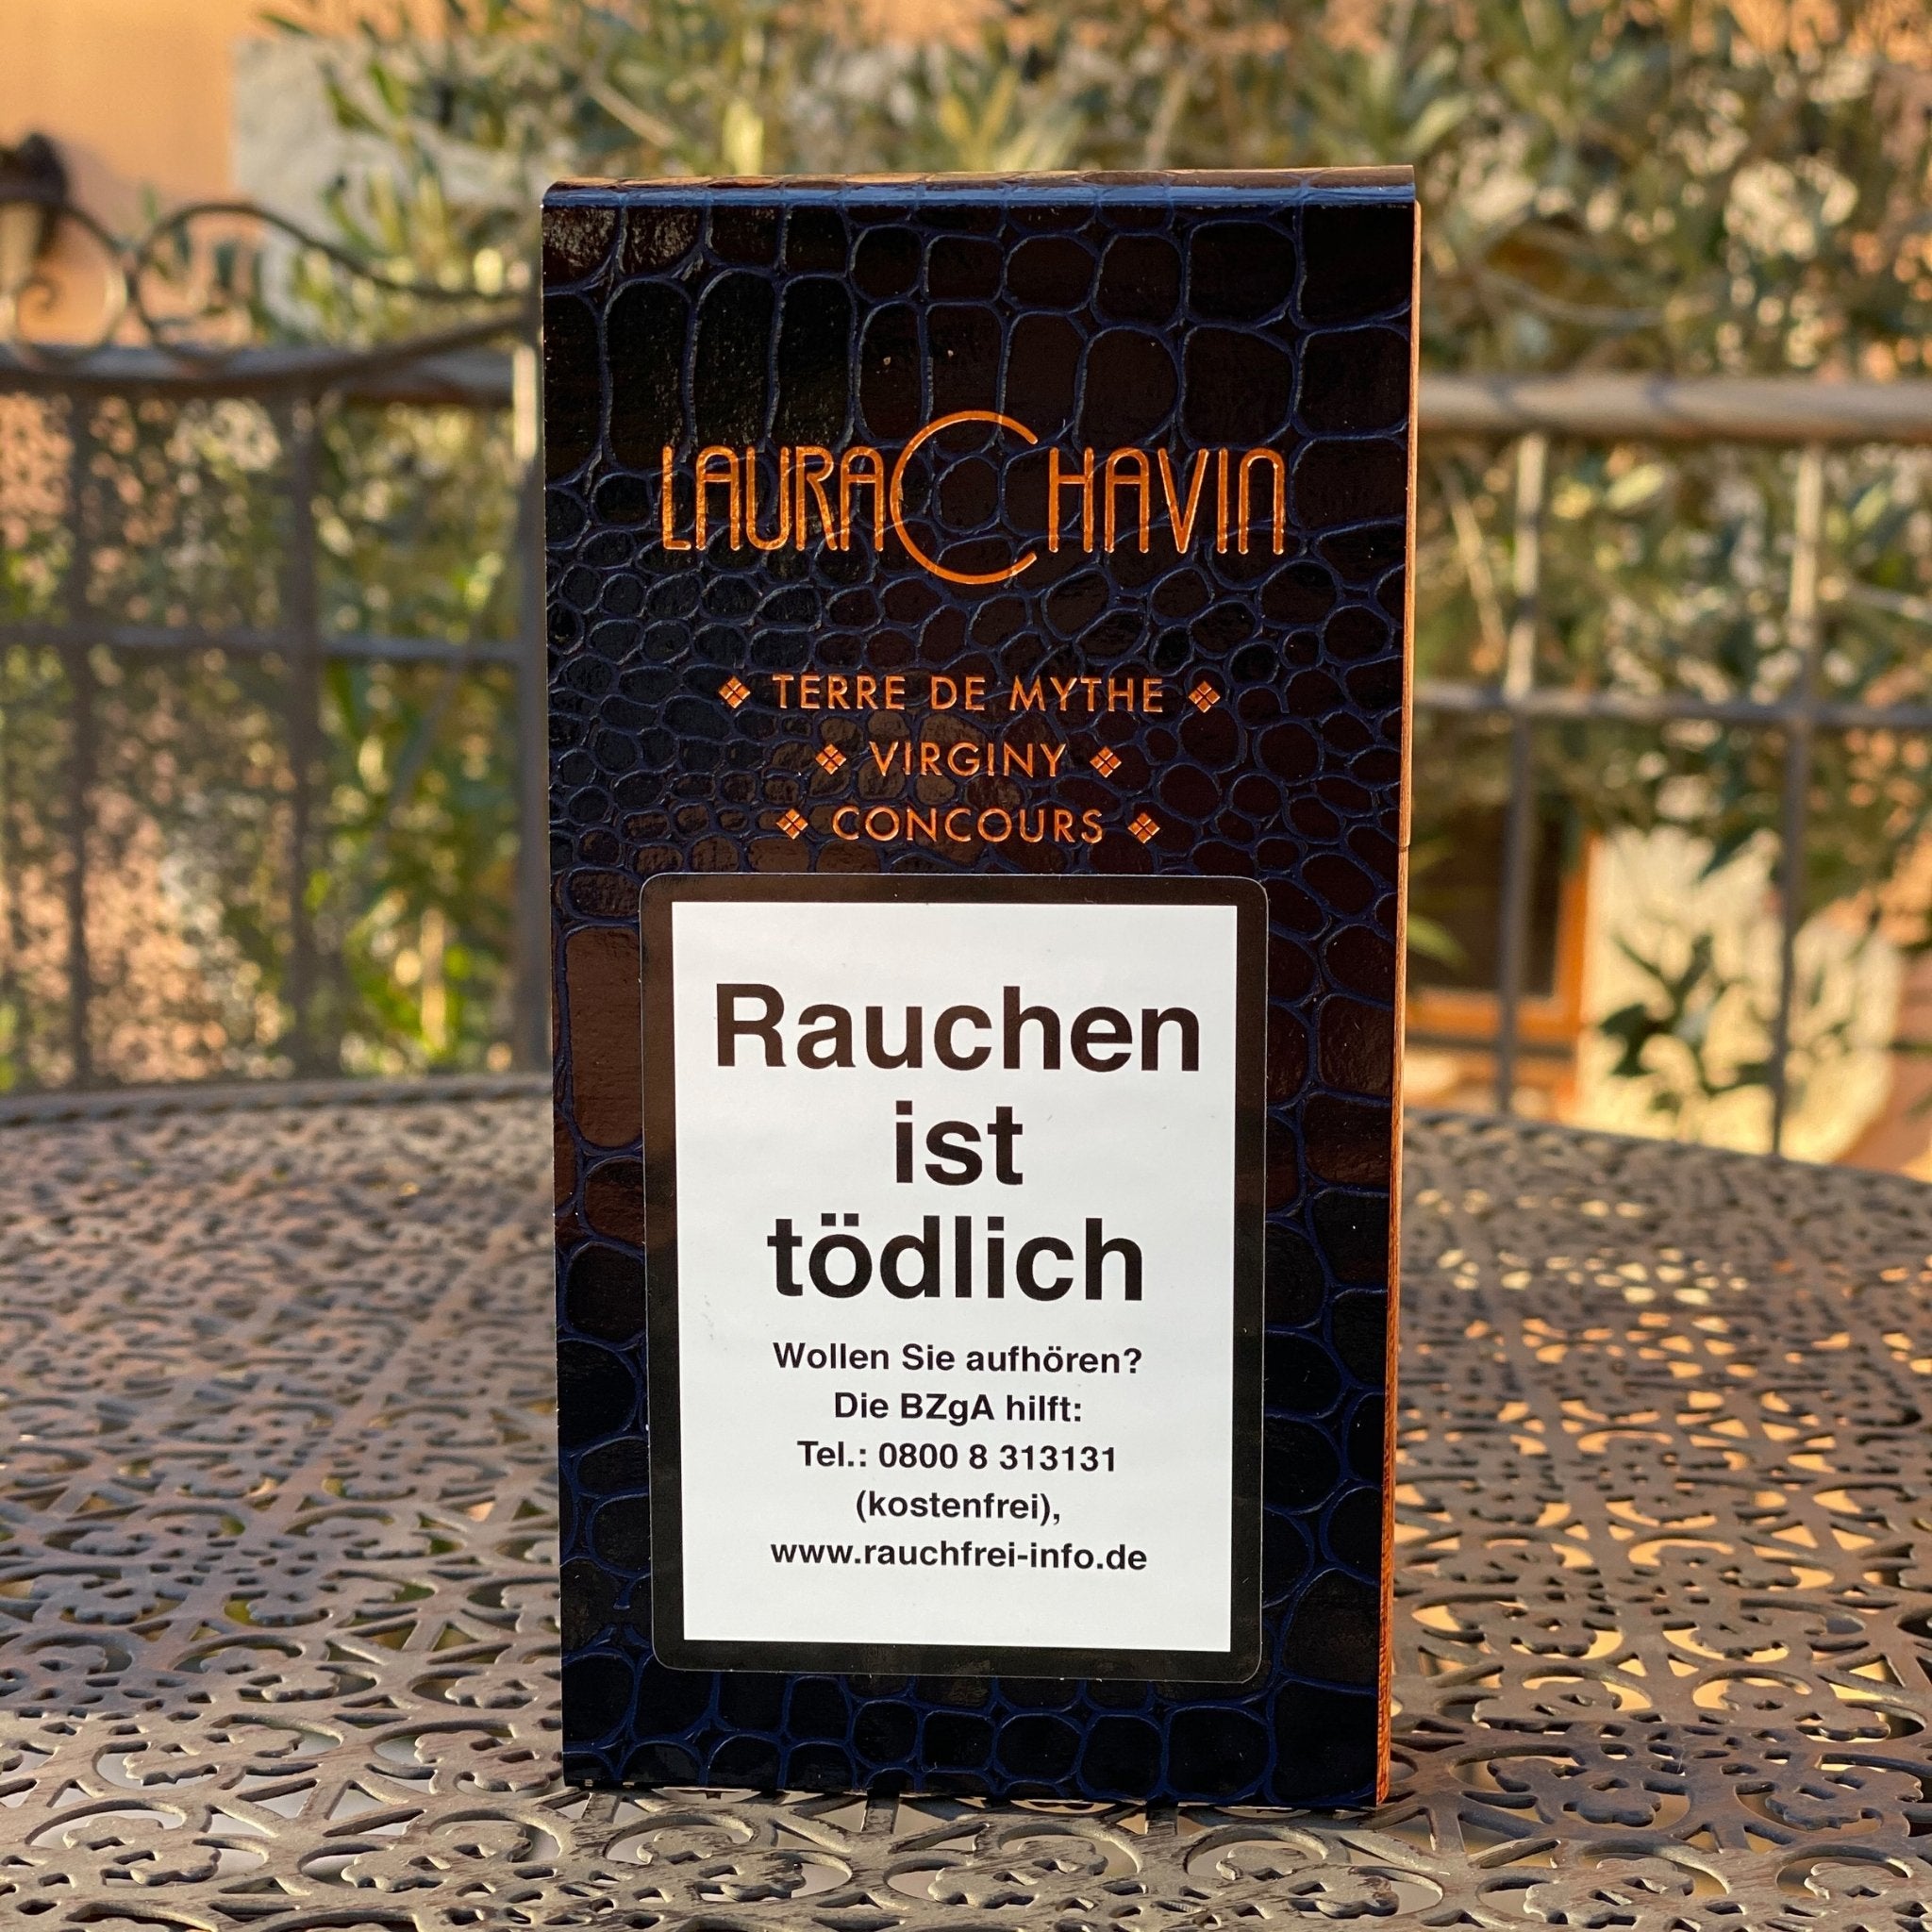 LAURA CHAVIN
TERRE DE MYTHE
VIRGINY
CONCOURS
Rauchen
ist
tödlich
Wollen Sie aufhören?
Die BZgA hilft:
Tel.: 0800 8 313131
(kostenfrei),
www.rauchfrei-info.de